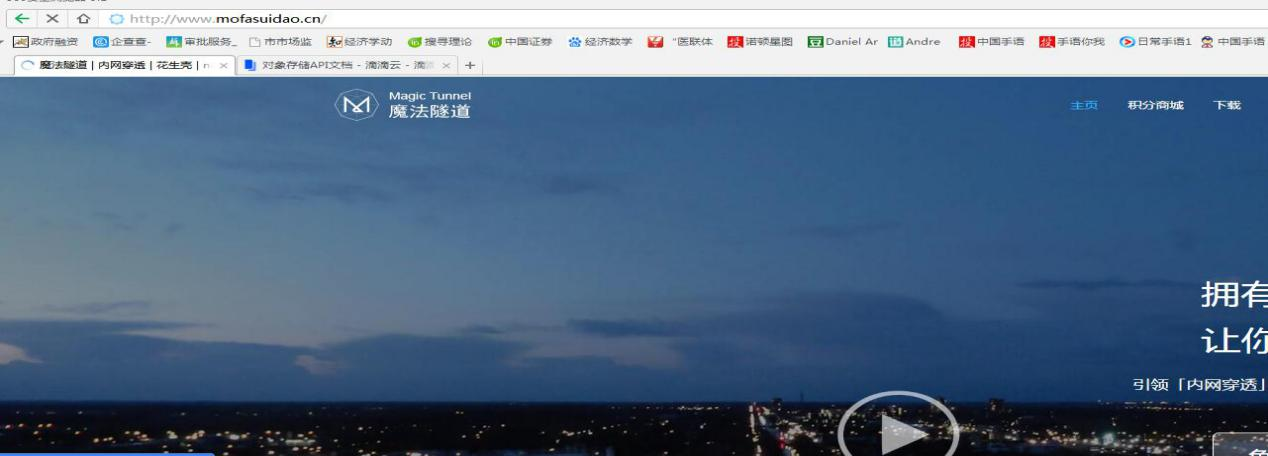 http://www.mofasuidao.cn/
政府融资 企查查- 审批服务_ 市市场监 经济学动 搜寻理论 中国证券 经济数学 “医联体 诺顿星图 Daniel Ar Andre 中国手语 手语你我 日常手语1 中国手语
魔法隧道 | 内网穿透 | 花生壳 | n 对象存储API文档 - 滴滴云 - 滴
Magic Tunnel
魔法隧道
主页 积分商城 下载
拥有
让你
引领「内网穿透」